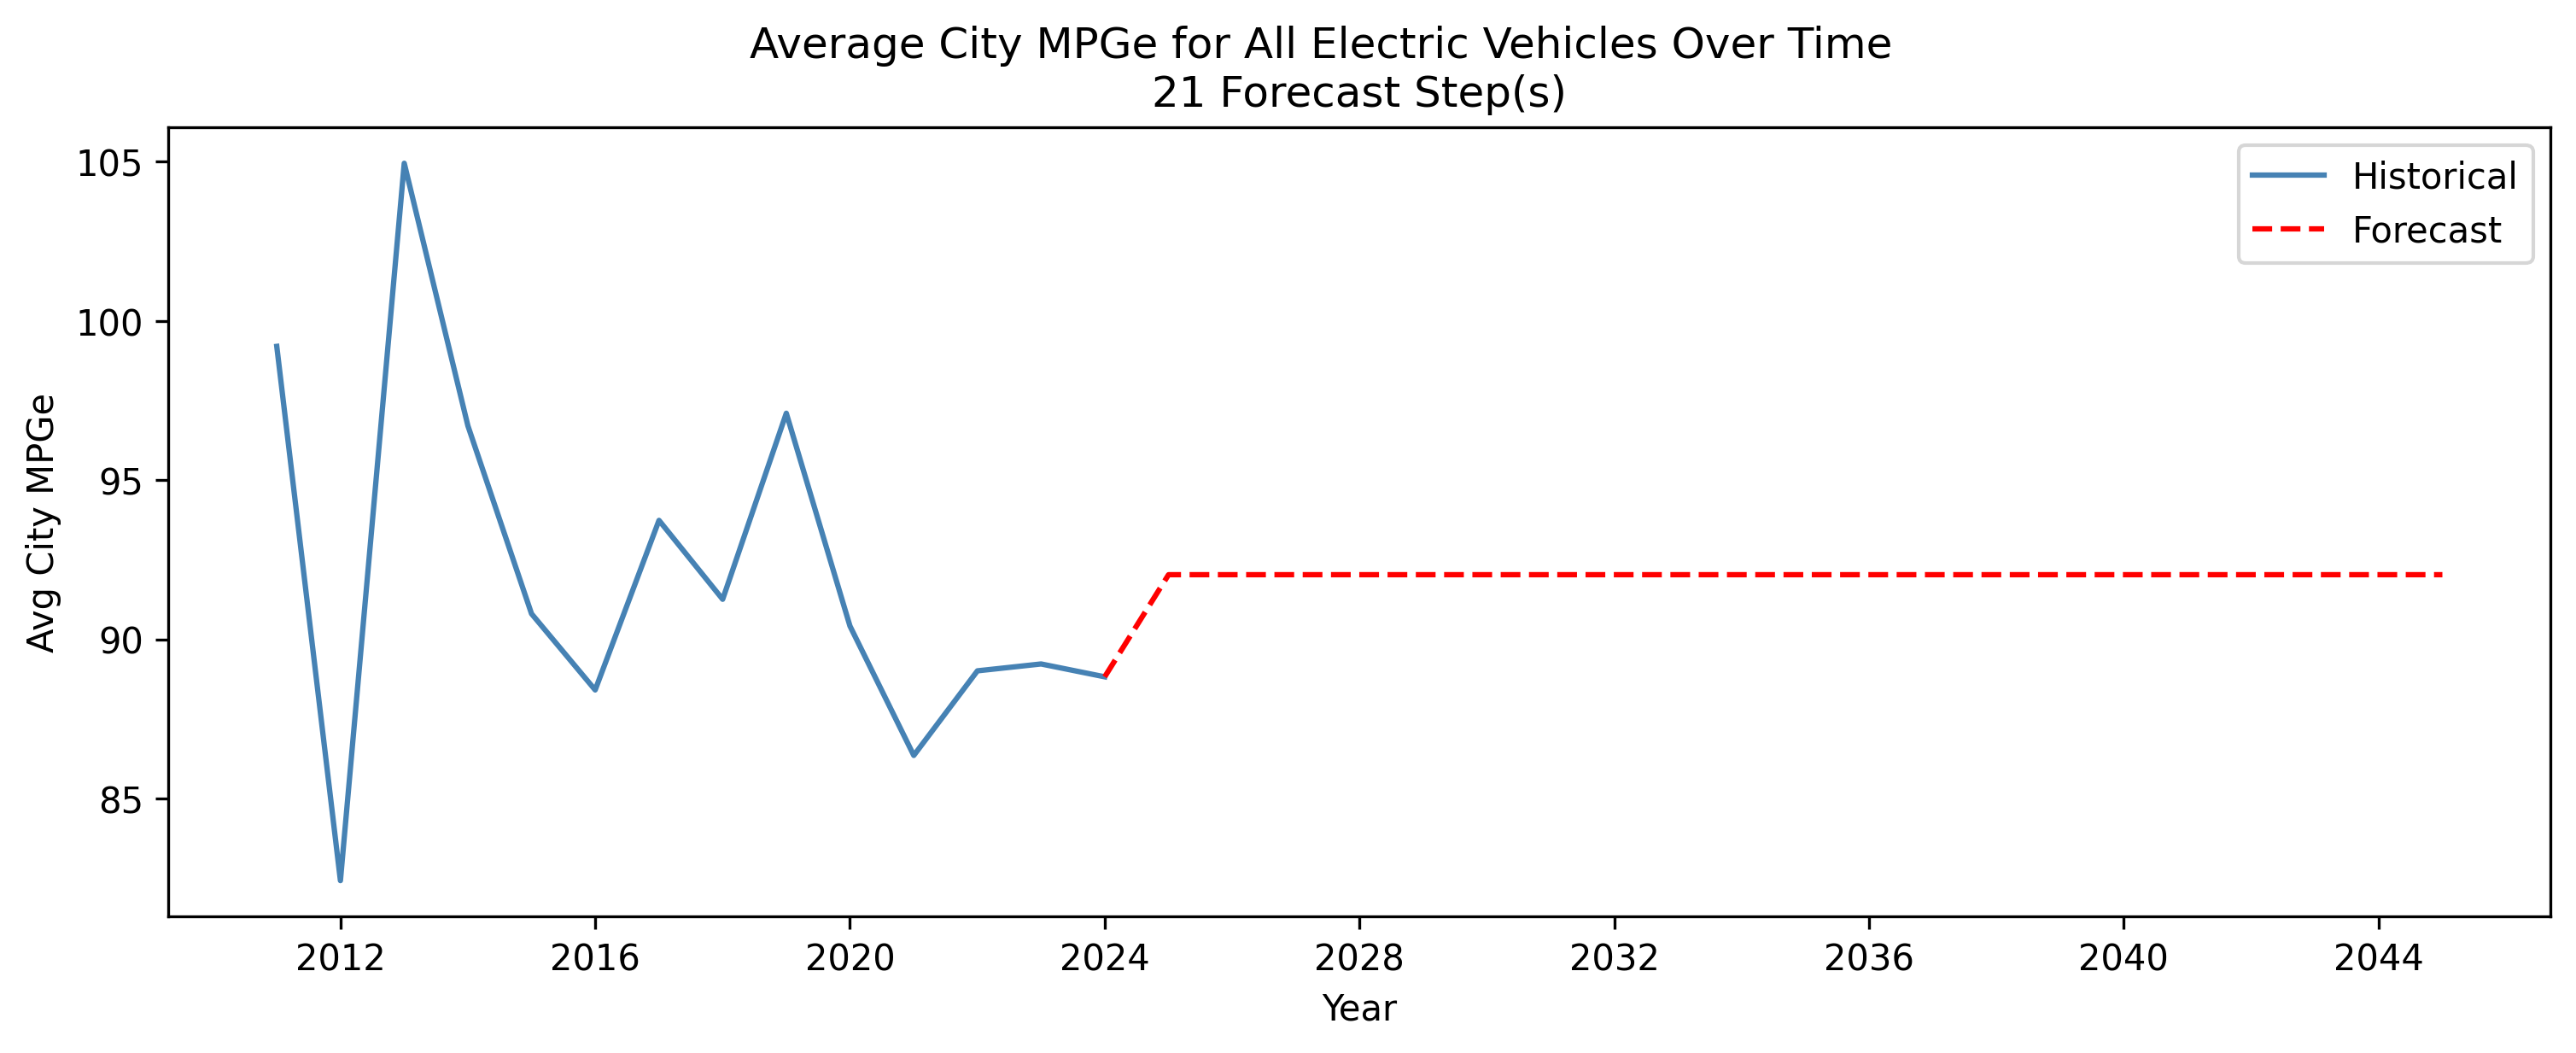 Average City MPGe for All Electric Vehicles Over Time
21 Forecast Step(s)
Historical
Forecast
Avg City MPGe
105
100
95
90
85
2012 2016 2020 2024 2028 2032 2036 2040 2044
Year